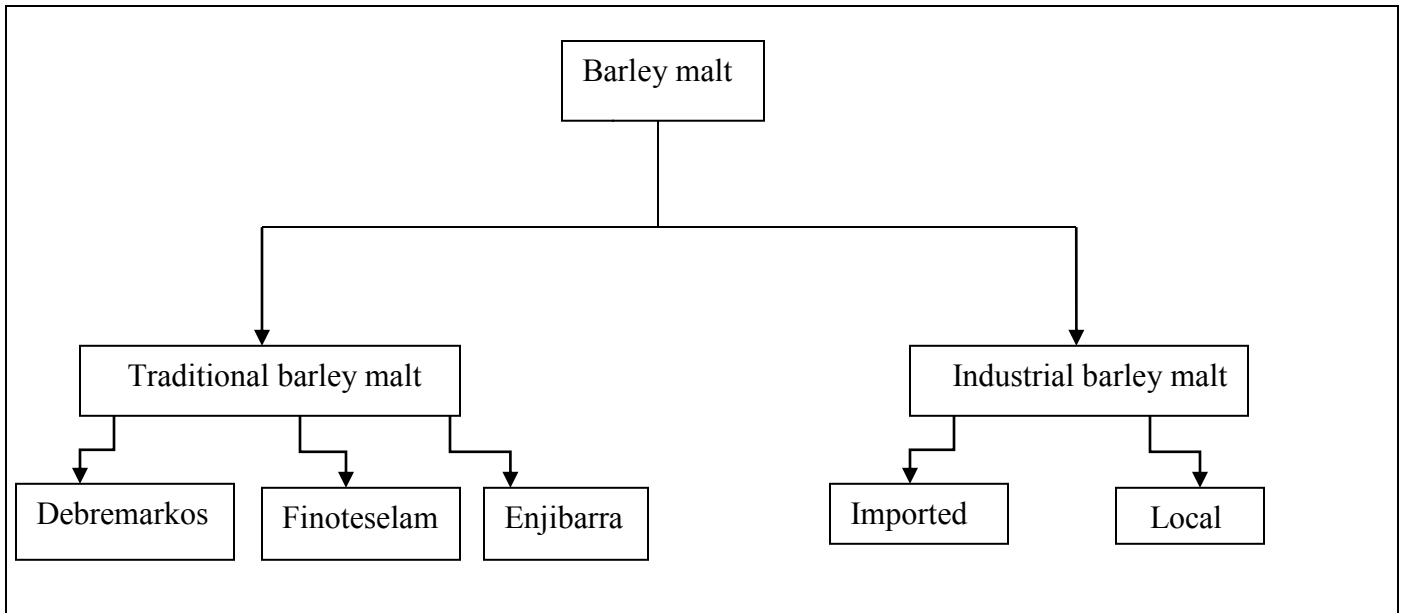 Barley malt
Traditional barley malt
Industrial barley malt
Debremarkos
Finoteselam
Enjibarra
Imported
Local